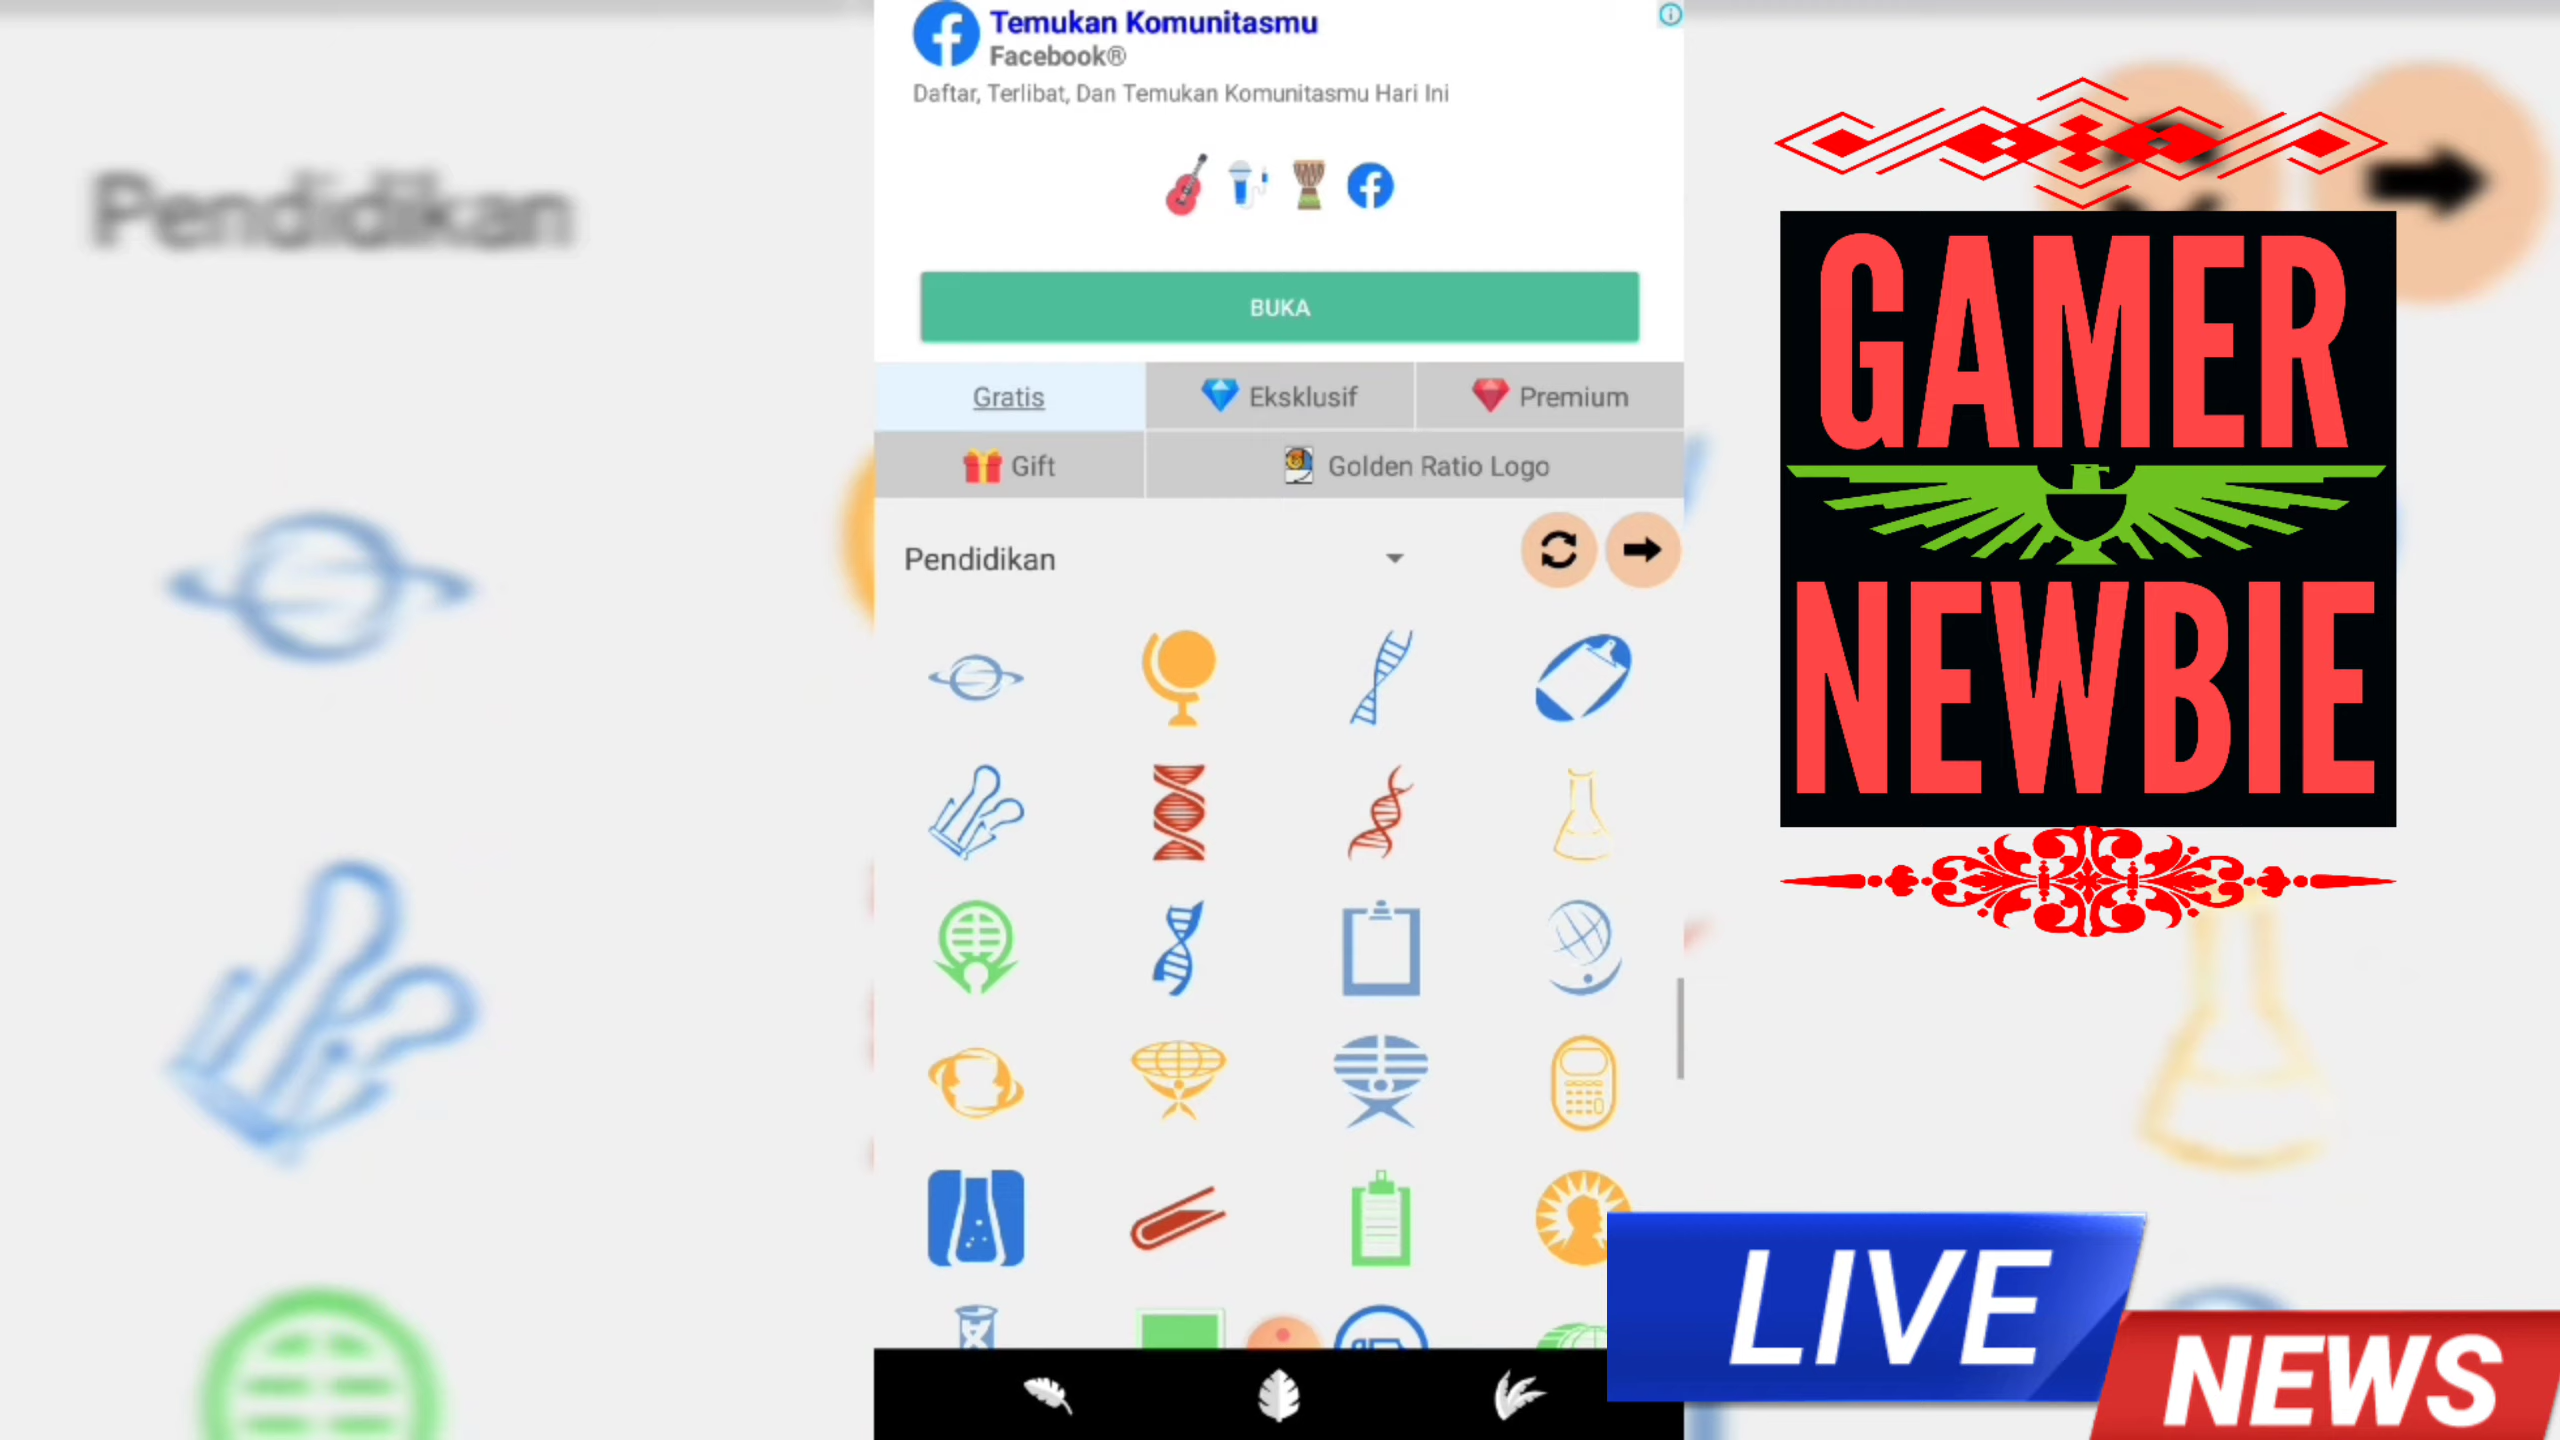 Temukan Komunitasmu
Facebook®
Daftar, Terlibat, Dan Temukan Komunitasmu Hari Ini
BUKA
Gratis
Eksklusif
Premium
Gift
Golden Ratio Logo
Pendidikan
Pendidikan
GAMER
NEWBIE
LIVE
NEWS